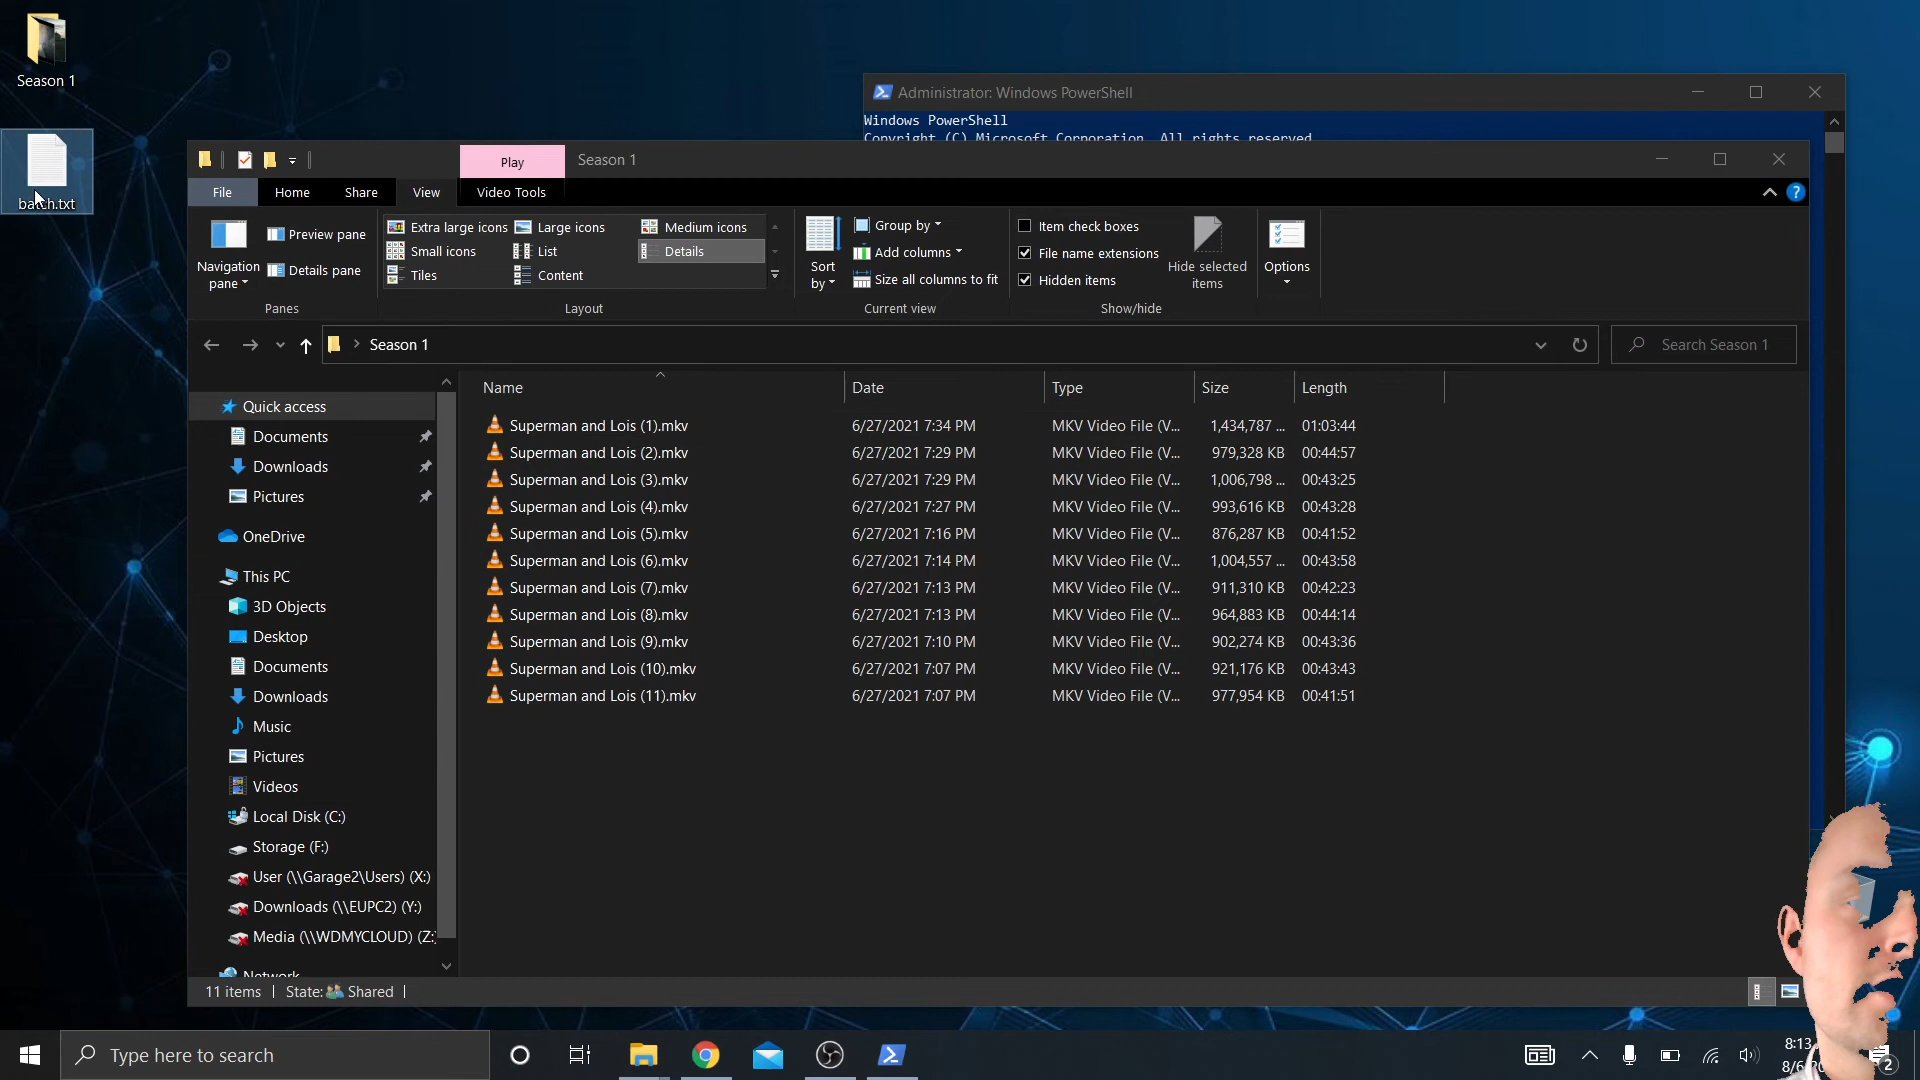 Season 1
batch.txt
Administrator: Windows PowerShell
Windows PowerShell
Copyright (C) Microsoft Corporation. All rights reserved
Play
Season 1
File
Home
Share
View
Video Tools
Navigation
pane
Preview pane
Details pane
Panes
Extra large icons
Large icons
Medium icons
Small icons
List
Details
Tiles
Content
Layout
Sort
by
Group by
Add columns
Size all columns to fit
Current view
Item check boxes
File name extensions
Hidden items
Hide selected
items
Show/hide
Options
Season 1
Search Season 1
Quick access
Documents
Downloads
Pictures
OneDrive
This PC
3D Objects
Desktop
Documents
Downloads
Music
Pictures
Videos
Local Disk (C:)
Storage (F:)
User (\\Garage2\Users) (X:)
Downloads (\\EUPC2) (Y:)
Media (\\WDMYCLOUD) (Z:
Network
Name Date Type Size Length
Superman and Lois (1).mkv 6/27/2021 7:34 PM MKV Video File (V... 1,434,787 ... 01:03:44
Superman and Lois (2).mkv 6/27/2021 7:29 PM MKV Video File (V... 979,328 KB 00:44:57
Superman and Lois (3).mkv 6/27/2021 7:29 PM MKV Video File (V... 1,006,798 ... 00:43:25
Superman and Lois (4).mkv 6/27/2021 7:27 PM MKV Video File (V... 993,616 KB 00:43:28
Superman and Lois (5).mkv 6/27/2021 7:16 PM MKV Video File (V... 876,287 KB 00:41:52
Superman and Lois (6).mkv 6/27/2021 7:14 PM MKV Video File (V... 1,004,557 ... 00:43:58
Superman and Lois (7).mkv 6/27/2021 7:13 PM MKV Video File (V... 911,310 KB 00:42:23
Superman and Lois (8).mkv 6/27/2021 7:13 PM MKV Video File (V... 964,883 KB 00:44:14
Superman and Lois (9).mkv 6/27/2021 7:10 PM MKV Video File (V... 902,274 KB 00:43:36
Superman and Lois (10).mkv 6/27/2021 7:07 PM MKV Video File (V... 921,176 KB 00:43:43
Superman and Lois (11).mkv 6/27/2021 7:07 PM MKV Video File (V... 977,954 KB 00:41:51
11 items
State: Shared
Type here to search
8:13
8/6/20
2